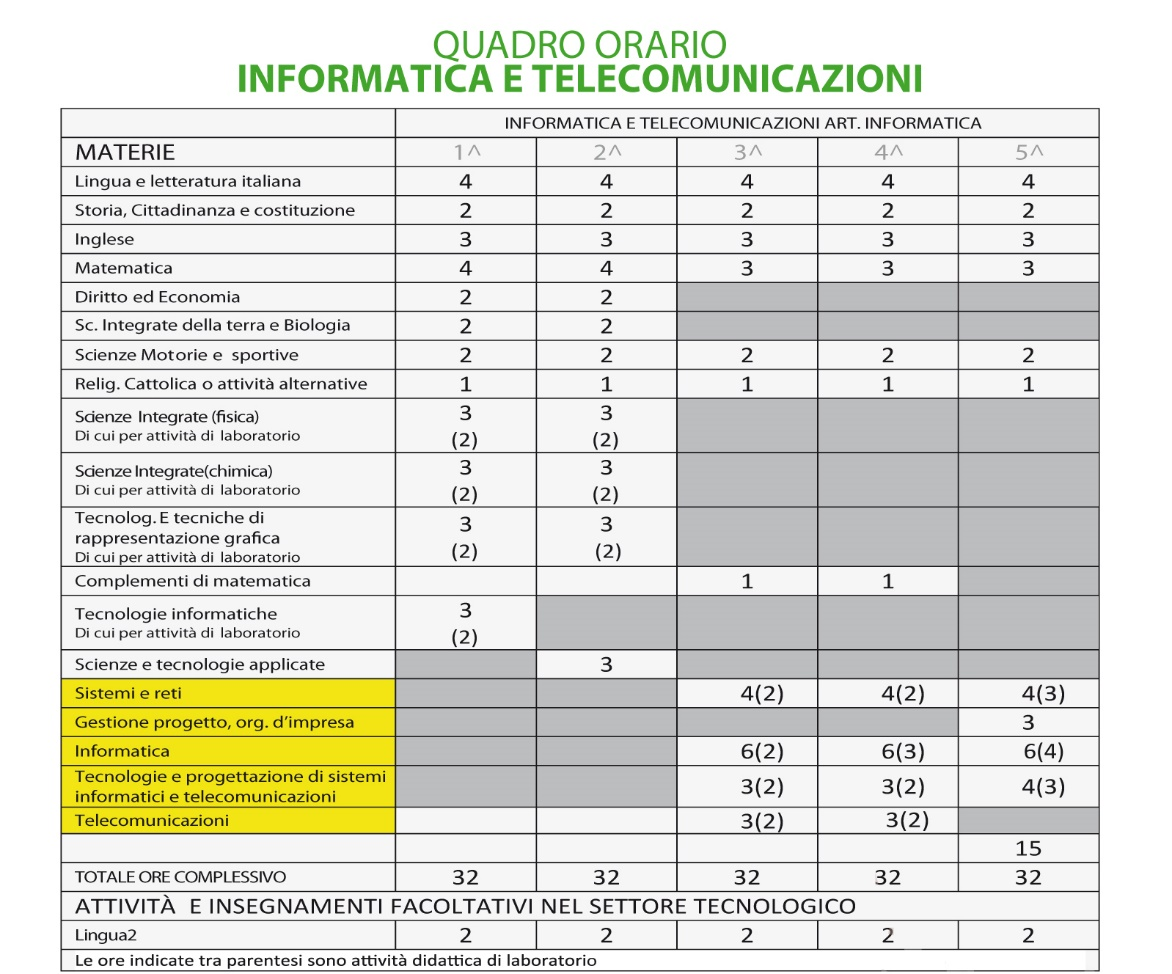 QUADRO ORARIO
INFORMATICA E TELECOMUNICAZIONI
INFORMATICA E TELECOMUNICAZIONI ART. INFORMATICA
MATERIE 1^ 2^ 3^ 4^ 5^
Lingua e letteratura italiana 4 4 4 4 4
Storia, Cittadinanza e costituzione 2 2 2 2 2
Inglese 3 3 3 3 3
Matematica 4 4 3 3 3
Diritto ed Economia 2 2
Sc. Integrate della terra e Biologia 2 2
Scienze Motorie e sportive 2 2 2 2 2
Relig. Cattolica o attività alternative 1 1 1 1 1
Scienze Integrate (fisica) 3 3
Di cui per attività di laboratorio (2) (2)
Scienze Integrate(chimica) 3 3
Di cui per attività di laboratorio (2) (2)
Tecnolog. E tecniche di
rappresentazione grafica 3 3
Di cui per attività di laboratorio (2) (2)
Complementi di matematica 1 1
Tecnologie informatiche 3
Di cui per attività di laboratorio (2)
Scienze e tecnologie applicate 3
Sistemi e reti 4(2) 4(2) 4(3)
Gestione progetto, org. d’impresa 3
Informatica 6(2) 6(3) 6(4)
Tecnologie e progettazione di sistemi
informatici e telecomunicazioni 3(2) 3(2) 4(3)
Telecomunicazioni 3(2) 3(2)
15
TOTALE ORE COMPLESSIVO 32 32 32 32 32
ATTIVITÀ E INSEGNAMENTI FACOLTATIVI NEL SETTORE TECNOLOGICO
Lingua2 2 2 2 2 2
Le ore indicate tra parentesi sono attività didattica di laboratorio